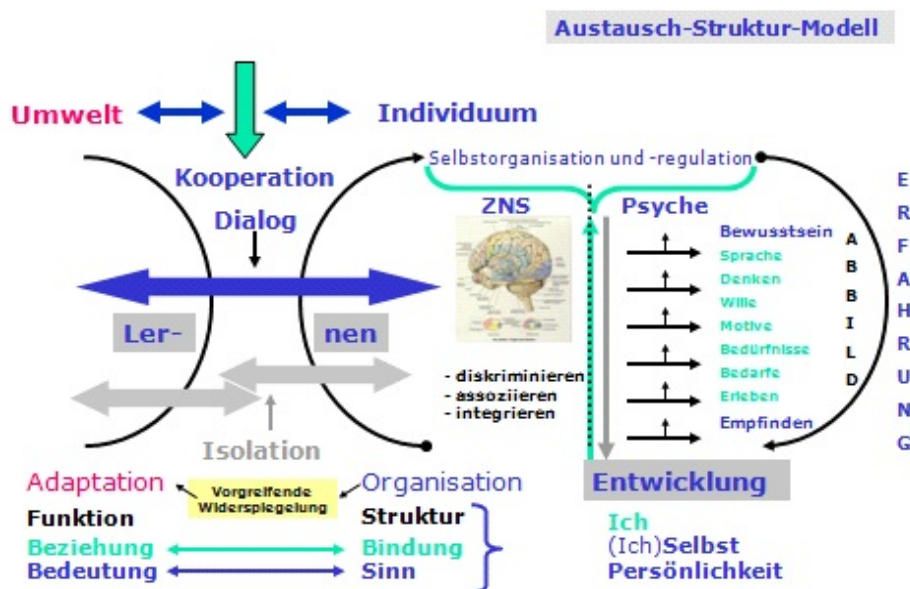 Austausch-Struktur-Modell
Umwelt
Individuum
Kooperation
Dialog
Ler-
nen
Isolation
Selbstorganisation und -regulation
ZNS
- diskriminieren
- assoziieren
- integrieren
Psyche
Bewusstsein
Sprache
Denken
Wille
Motive
Bedürfnisse
Bedarfe
Erleben
Empfinden
A
B
B
I
L
D
E
R
F
A
H
R
U
N
G
Adaptation
Vorgreifende
Widerspiegelung
Organisation
Funktion
Struktur
Beziehung
Bindung
Bedeutung
Sinn
Entwicklung
Ich
(Ich)Selbst
Persönlichkeit